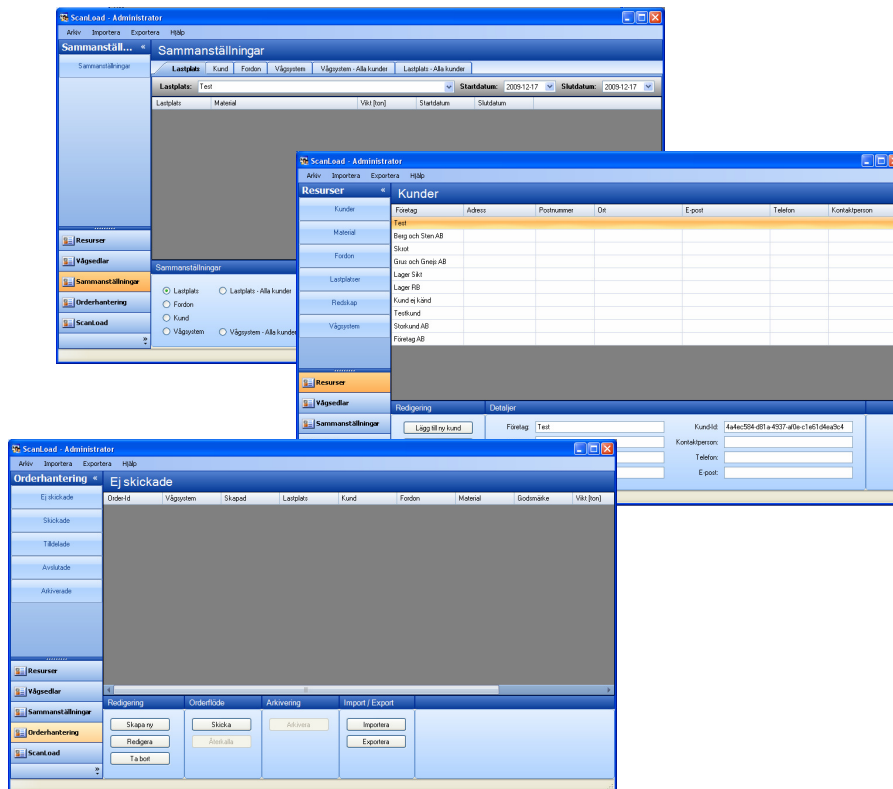 ScanLoad - Administrator
Arkiv Importera Exportera Hjälp
Sammanställ... «
Sammanställningar
Sammanställningar
Lastplats Kund Fordon Vågsystem Vågsystem - Alla kunder Lastplats - Alla kunder
Lastplats: Test Startdatum: 2009-12-17 Slutdatum: 2009-12-17
Lastplats Material Vikt [ton] Startdatum Slutdatum
Resurser
Vågsedlar
Sammanställningar
Orderhantering
ScanLoad
Sammanställningar
Lastplats Lastplats - Alla kunder
Fordon
Kund
Vågsystem Vågsystem - Alla kunder
ScanLoad - Administrator
Arkiv Importera Exportera Hjälp
Resurser «
Kunder
Material
Fordon
Lastplatser
Redskap
Vågsystem
Resurser
Vågsedlar
Sammanställningar
Kunder
Företag Adress Postnummer Ort E-post Telefon Kontaktperson
Test
Berg och Sten AB
Skrot
Grus och Gnejs AB
Lager Sikt
Lager RB
Kund ej känd
Testkund
Storkund AB
Företag AB
Redigering Detaljer
Lägg till ny kund
Företag: Test Kund-Id: 4a4ec584-d81a-4937-af0e-c1e61d4ea9c4
Kontaktperson:
Telefon:
E-post:
ScanLoad - Administrator
Arkiv Importera Exportera Hjälp
Orderhantering «
Ej skickade
Skickade
Tilldelade
Avslutade
Arkiverade
Resurser
Vågsedlar
Sammanställningar
Orderhantering
ScanLoad
Ej skickade
Order-Id Vågsystem Skapad Lastplats Kund Fordon Material Godsmärke Vikt [ton]
Redigering Orderflöde Arkivering Import / Export
Skapa ny Skicka Arkivera Importera
Redigera Återkalla Exportera
Ta bort